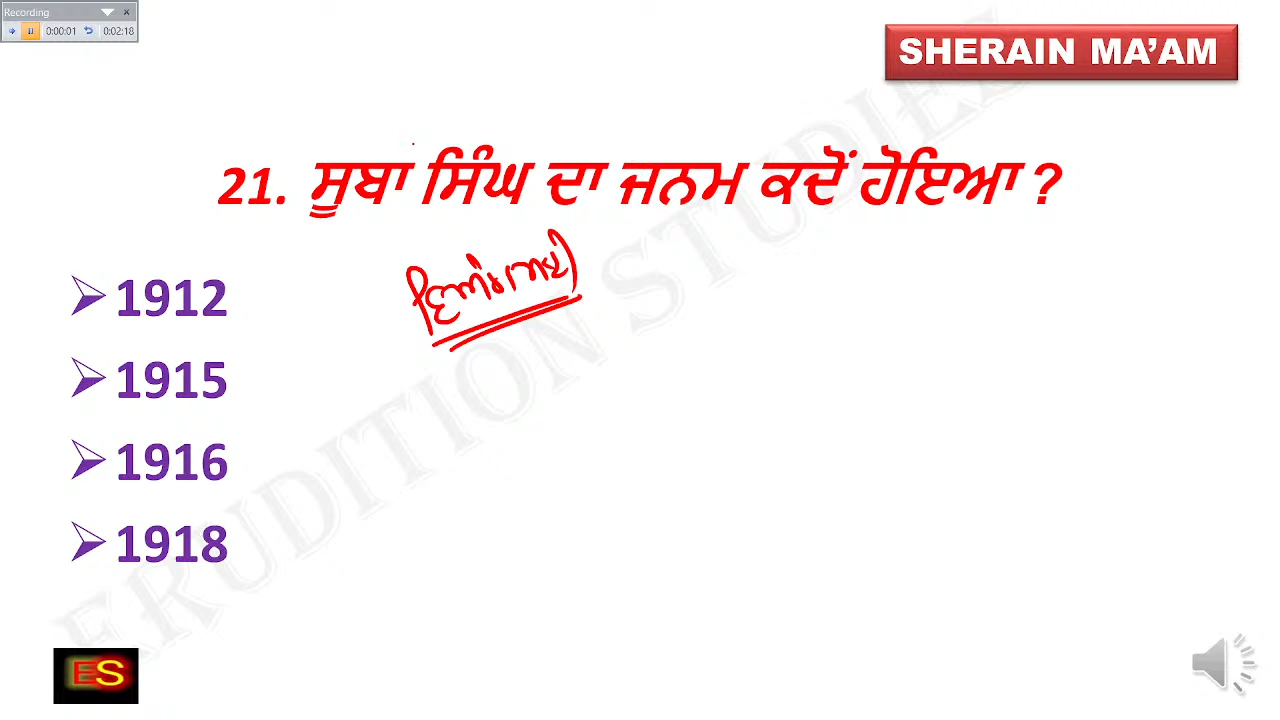 Recording
0:00:01 0:02:18
SHERAIN MA’AM
21. ਸੂਬਾ ਸਿੰਘ ਦਾ ਜਨਮ ਕਦੋਂ ਹੋਇਆ ?
1912
1915
1916
1918
ERUDITION STUDIES
ES